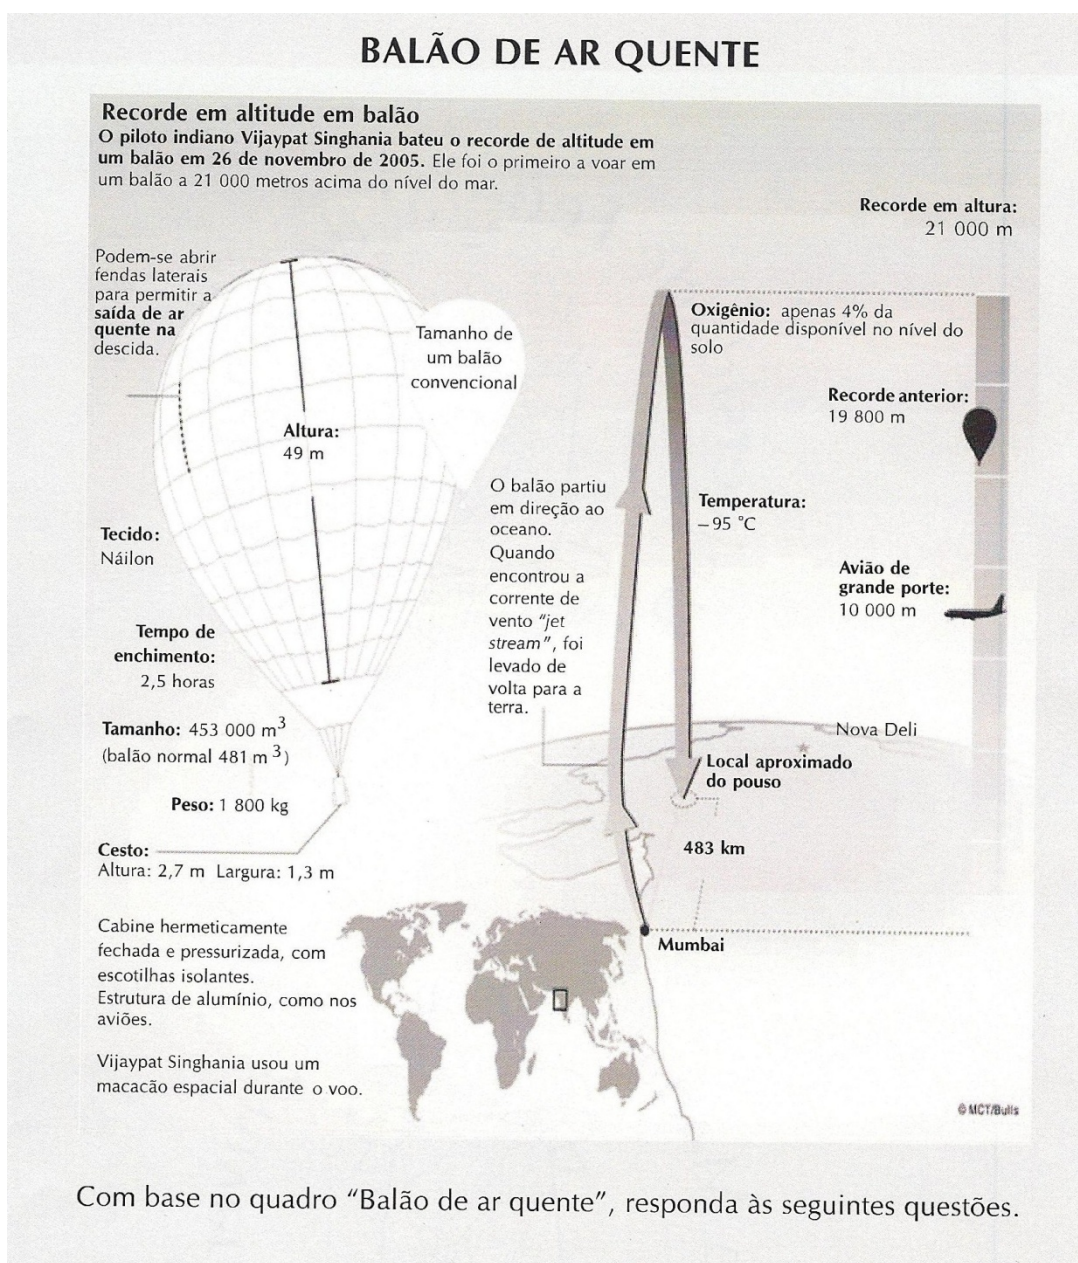 BALÃO DE AR QUENTE
Recorde em altitude em balão
O piloto indiano Vijaypat Singhania bateu o recorde de altitude em
um balão em 26 de novembro de 2005. Ele foi o primeiro a voar em
um balão a 21 000 metros acima do nível do mar.
Recorde em altura:
21 000 m
Podem-se abrir
fendas laterais
para permitir a
saída de ar
quente na
descida.
Tamanho de
um balão
convencional
Altura:
49 m
Oxigênio: apenas 4% da
quantidade disponível no nível do
solo
Recorde anterior:
19 800 m
O balão partiu
em direção ao
oceano.
Quando
encontrou a
corrente de
vento "jet
stream", foi
levado de
volta para a
terra.
Temperatura:
– 95 °C
Avião de
grande porte:
10 000 m
Tecido:
Náilon
Tempo de
enchimento:
2,5 horas
Tamanho: 453 000 m³
(balão normal 481 m³)
Peso: 1 800 kg
Cesto:
Altura: 2,7 m Largura: 1,3 m
Nova Deli
Local aproximado
do pouso
483 km
Mumbai
Cabine hermeticamente
fechada e pressurizada, com
escotilhas isolantes.
Estrutura de alumínio, como nos
aviões.
Vijaypat Singhania usou um
macacão espacial durante o voo.
© MCT/Bulls
Com base no quadro "Balão de ar quente", responda às seguintes questões.